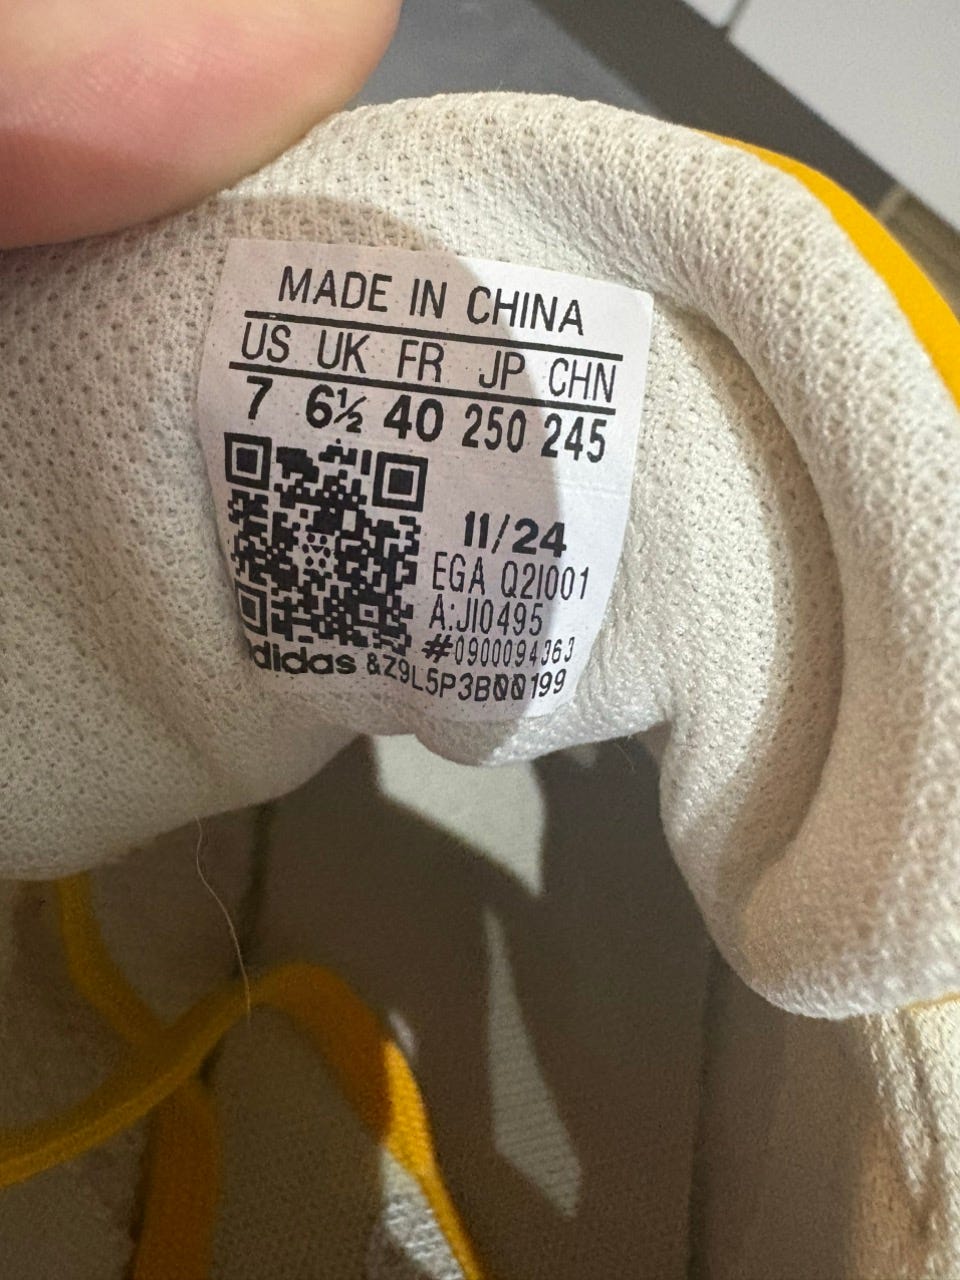 MADE IN CHINA
US UK FR JP CHN
7 6½ 40 250 245
11/24
EGA Q2I001
A:JI0495
#0900094363
adidas &Z9L5P3B00199